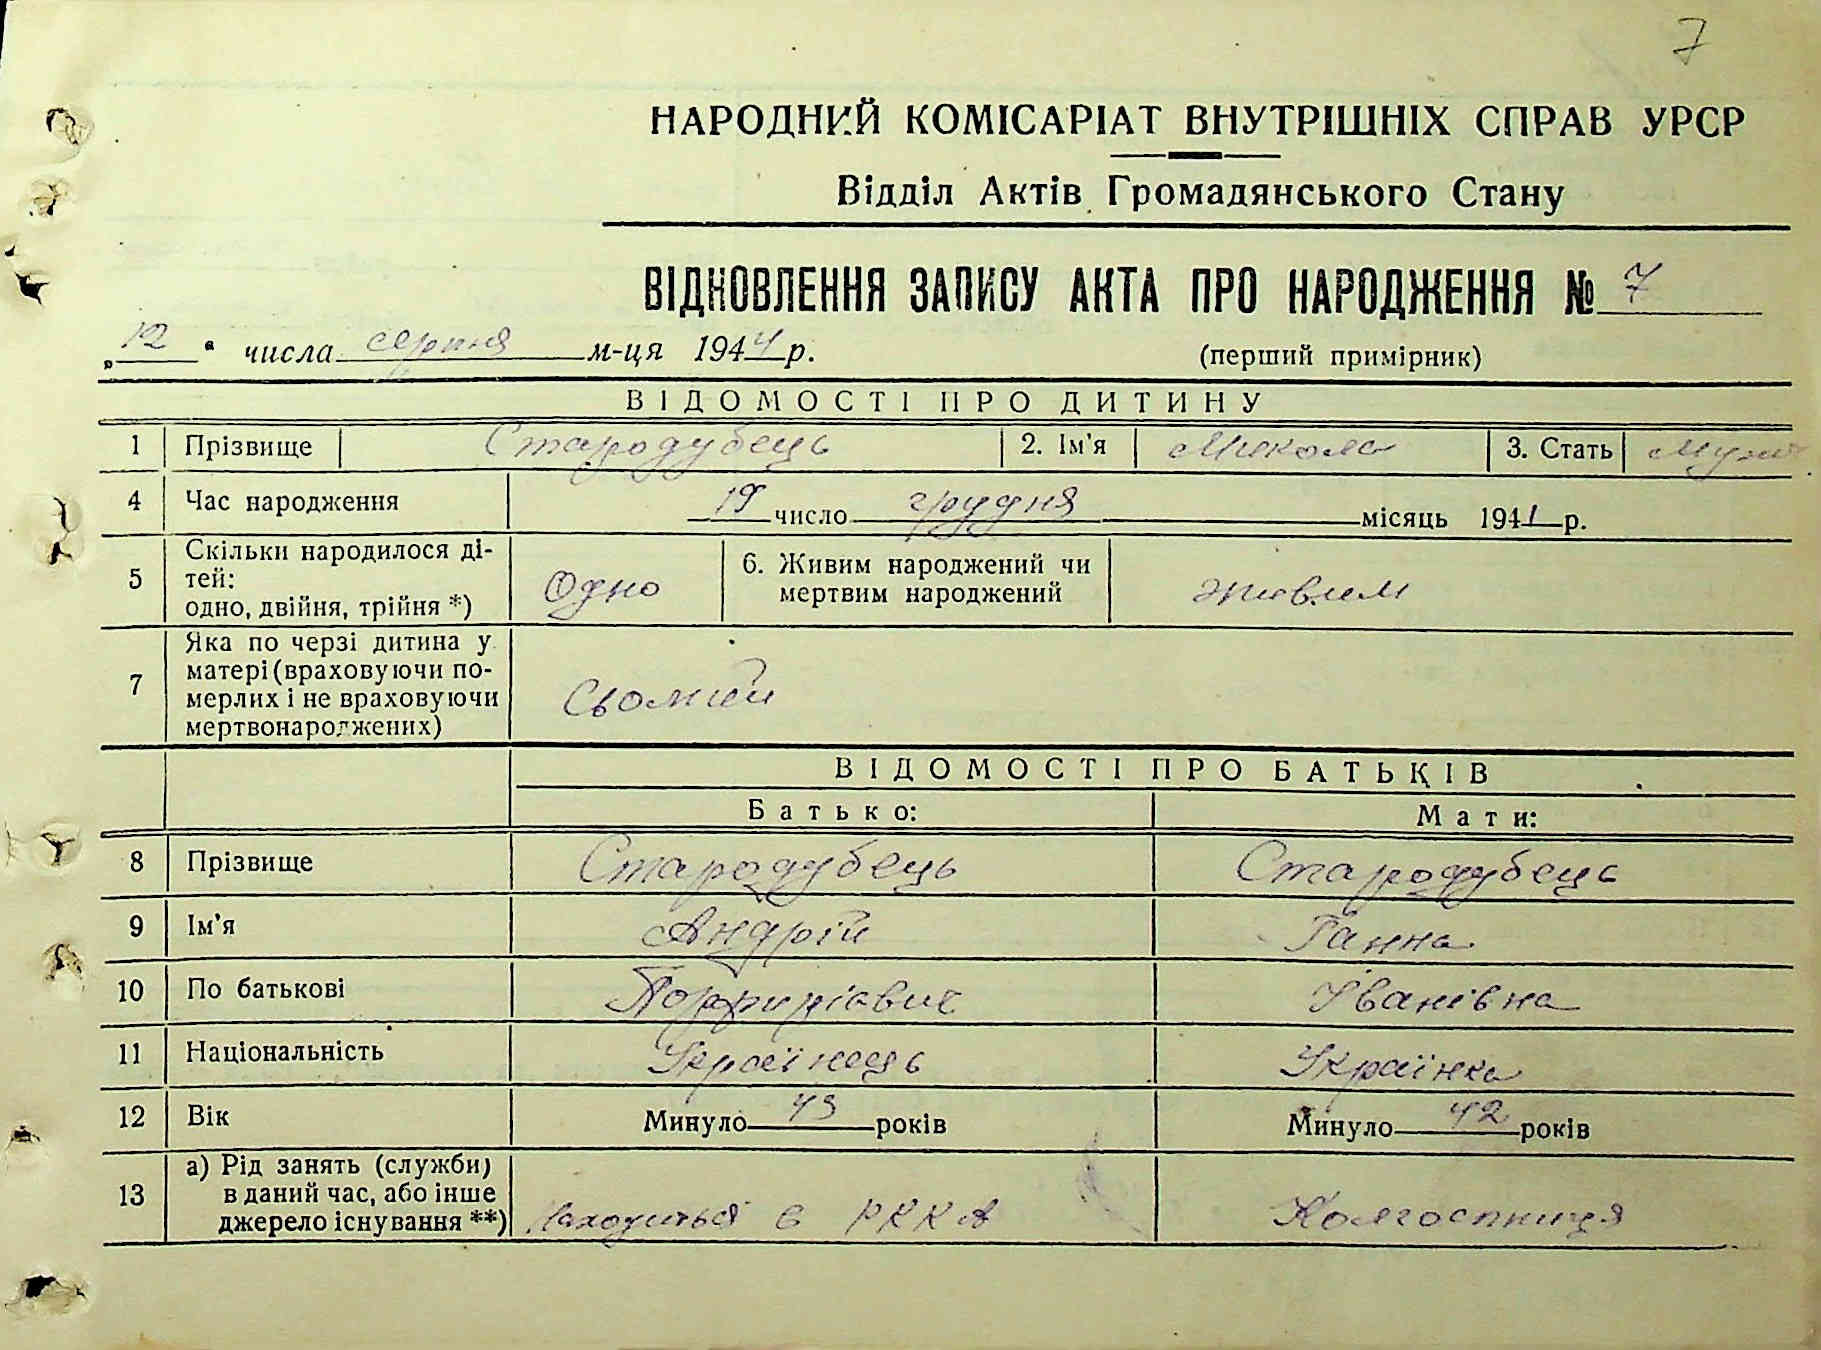 7
НАРОДНИЙ КОМІСАРІАТ ВНУТРІШНІХ СПРАВ УРСР
Відділ Актів Громадянського Стану
ВІДНОВЛЕННЯ ЗАПИСУ АКТА ПРО НАРОДЖЕННЯ № 7
„12“ числа серпня м-ця 1944 р.
(перший примірник)
ВІДОМОСТІ ПРО ДИТИНУ
1 Прізвище Стародубець 2. Ім'я Микола 3. Стать Муж.
4 Час народження 19 число грудня місяць 1941 р.
5 Скільки народилося ді-
тей:
одно, двійня, трійня *) Одно 6. Живим народжений чи
мертвим народжений живим
7 Яка по черзі дитина у
матері (враховуючи по-
мерлих і не враховуючи
мертвонароджених) Сьомий
ВІДОМОСТІ ПРО БАТЬКІВ
Батько: Мати:
8 Прізвище Стародубець Стародубець
9 Ім'я Андрій Ганна
10 По батькові Порфирієвич Іванівна
11 Національність Українець Українка
12 Вік Минуло 43 років Минуло 42 років
13 а) Рід занять (служби)
в даний час, або інше
джерело існування **) Находиться в РККА Колгоспниця